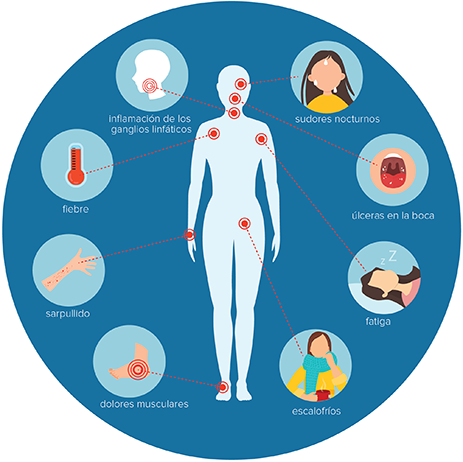 inflamación de los
ganglios linfáticos
sudores nocturnos
fiebre
úlceras en la boca
Z
Z
sarpullido
fatiga
dolores musculares
escalofríos